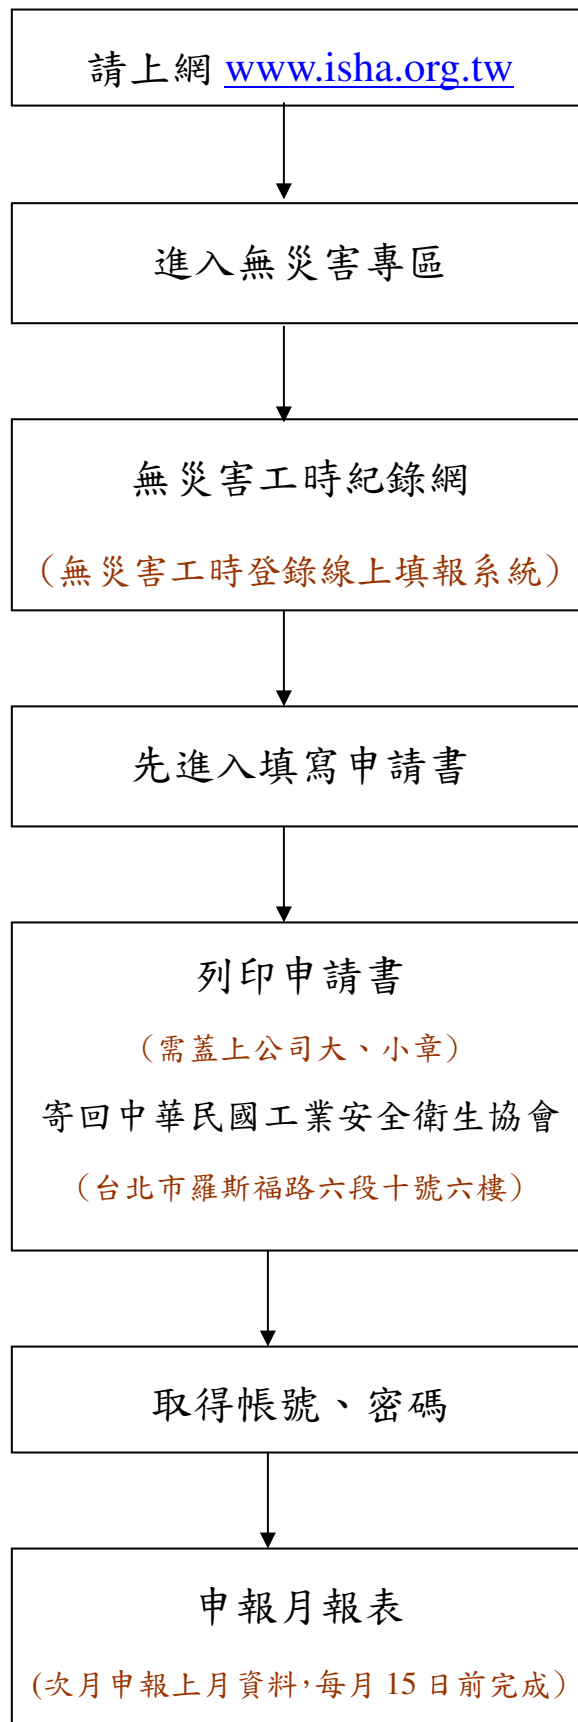 請上網 www.isha.org.tw
進入無災害專區
無災害工時紀錄網
（無災害工時登錄線上填報系統）
先進入填寫申請書
列印申請書
（需蓋上公司大、小章）
寄回中華民國工業安全衛生協會
（台北市羅斯福路六段十號六樓）
取得帳號、密碼
申報月報表
(次月申報上月資料，每月 15 日前完成）